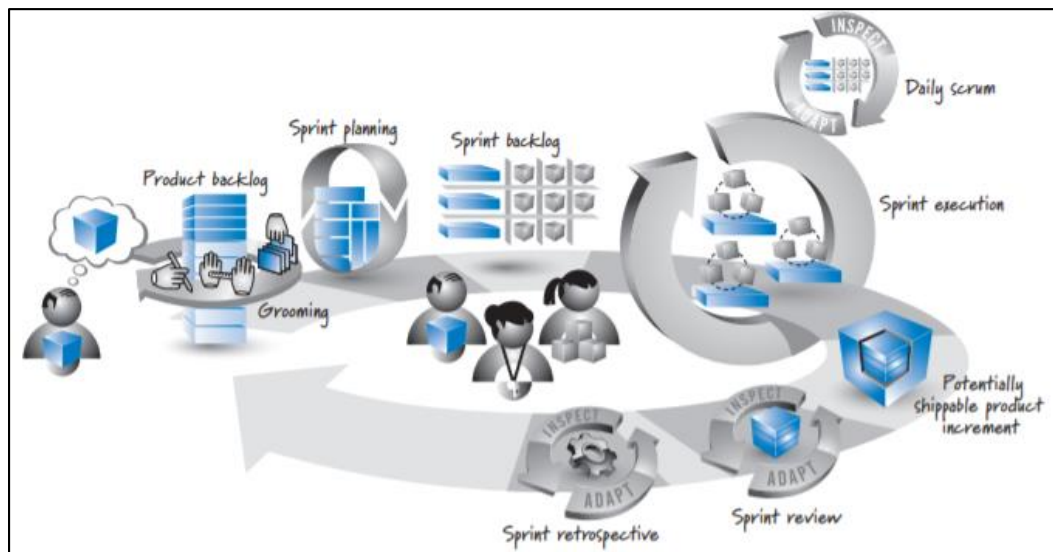 INSPECT
ADAPT
Daily scrum
Sprint planning
Sprint backlog
Product backlog
Sprint execution
Grooming
Potentially
shippable product
increment
INSPECT
ADAPT
Sprint review
INSPECT
ADAPT
Sprint retrospective